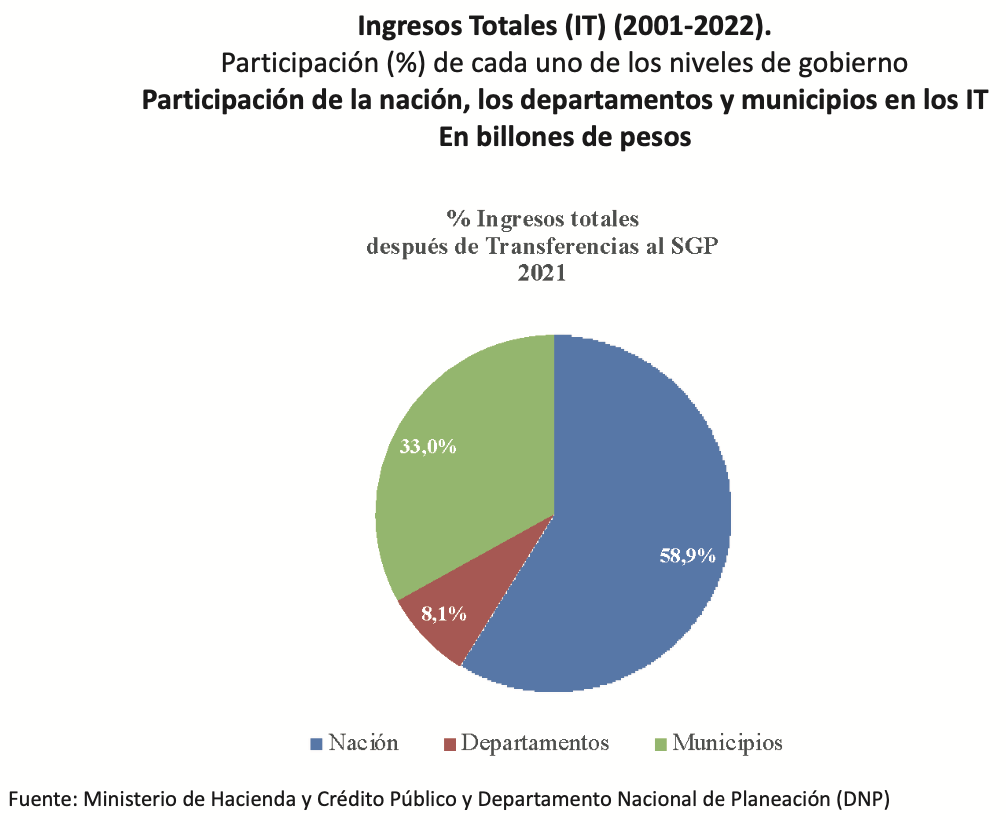 Ingresos Totales (IT) (2001-2022).
Participación (%) de cada uno de los niveles de gobierno
Participación de la nación, los departamentos y municipios en los IT
En billones de pesos
% Ingresos totales
después de Transferencias al SGP
2021
33,0%
58,9%
8,1%
Nación Departamentos Municipios
Fuente: Ministerio de Hacienda y Crédito Público y Departamento Nacional de Planeación (DNP)